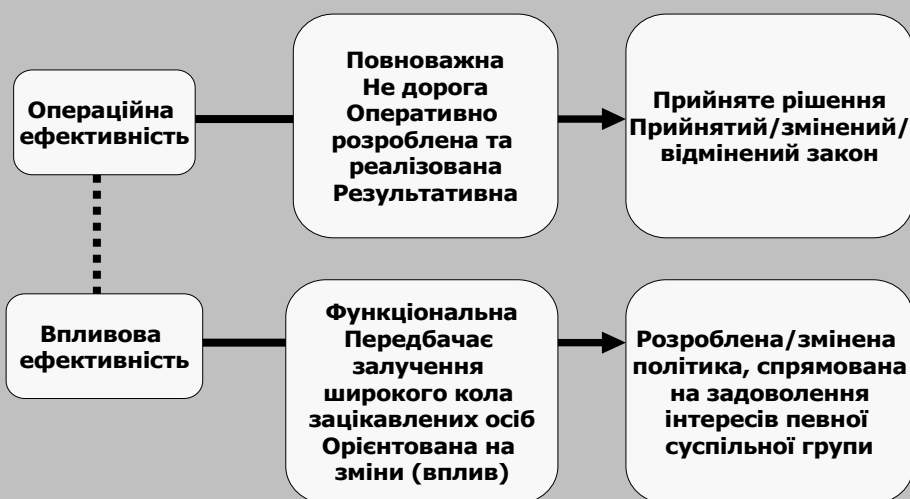 Операційна
ефективність
Повноважна
Не дорога
Оперативно
розроблена та
реалізована
Результативна
Прийняте рішення
Прийнятий/змінений/
відмінений закон
Впливова
ефективність
Функціональна
Передбачає
залучення
широкого кола
зацікавлених осіб
Орієнтована на
зміни (вплив)
Розроблена/змінена
політика, спрямована
на задоволення
інтересів певної
суспільної групи